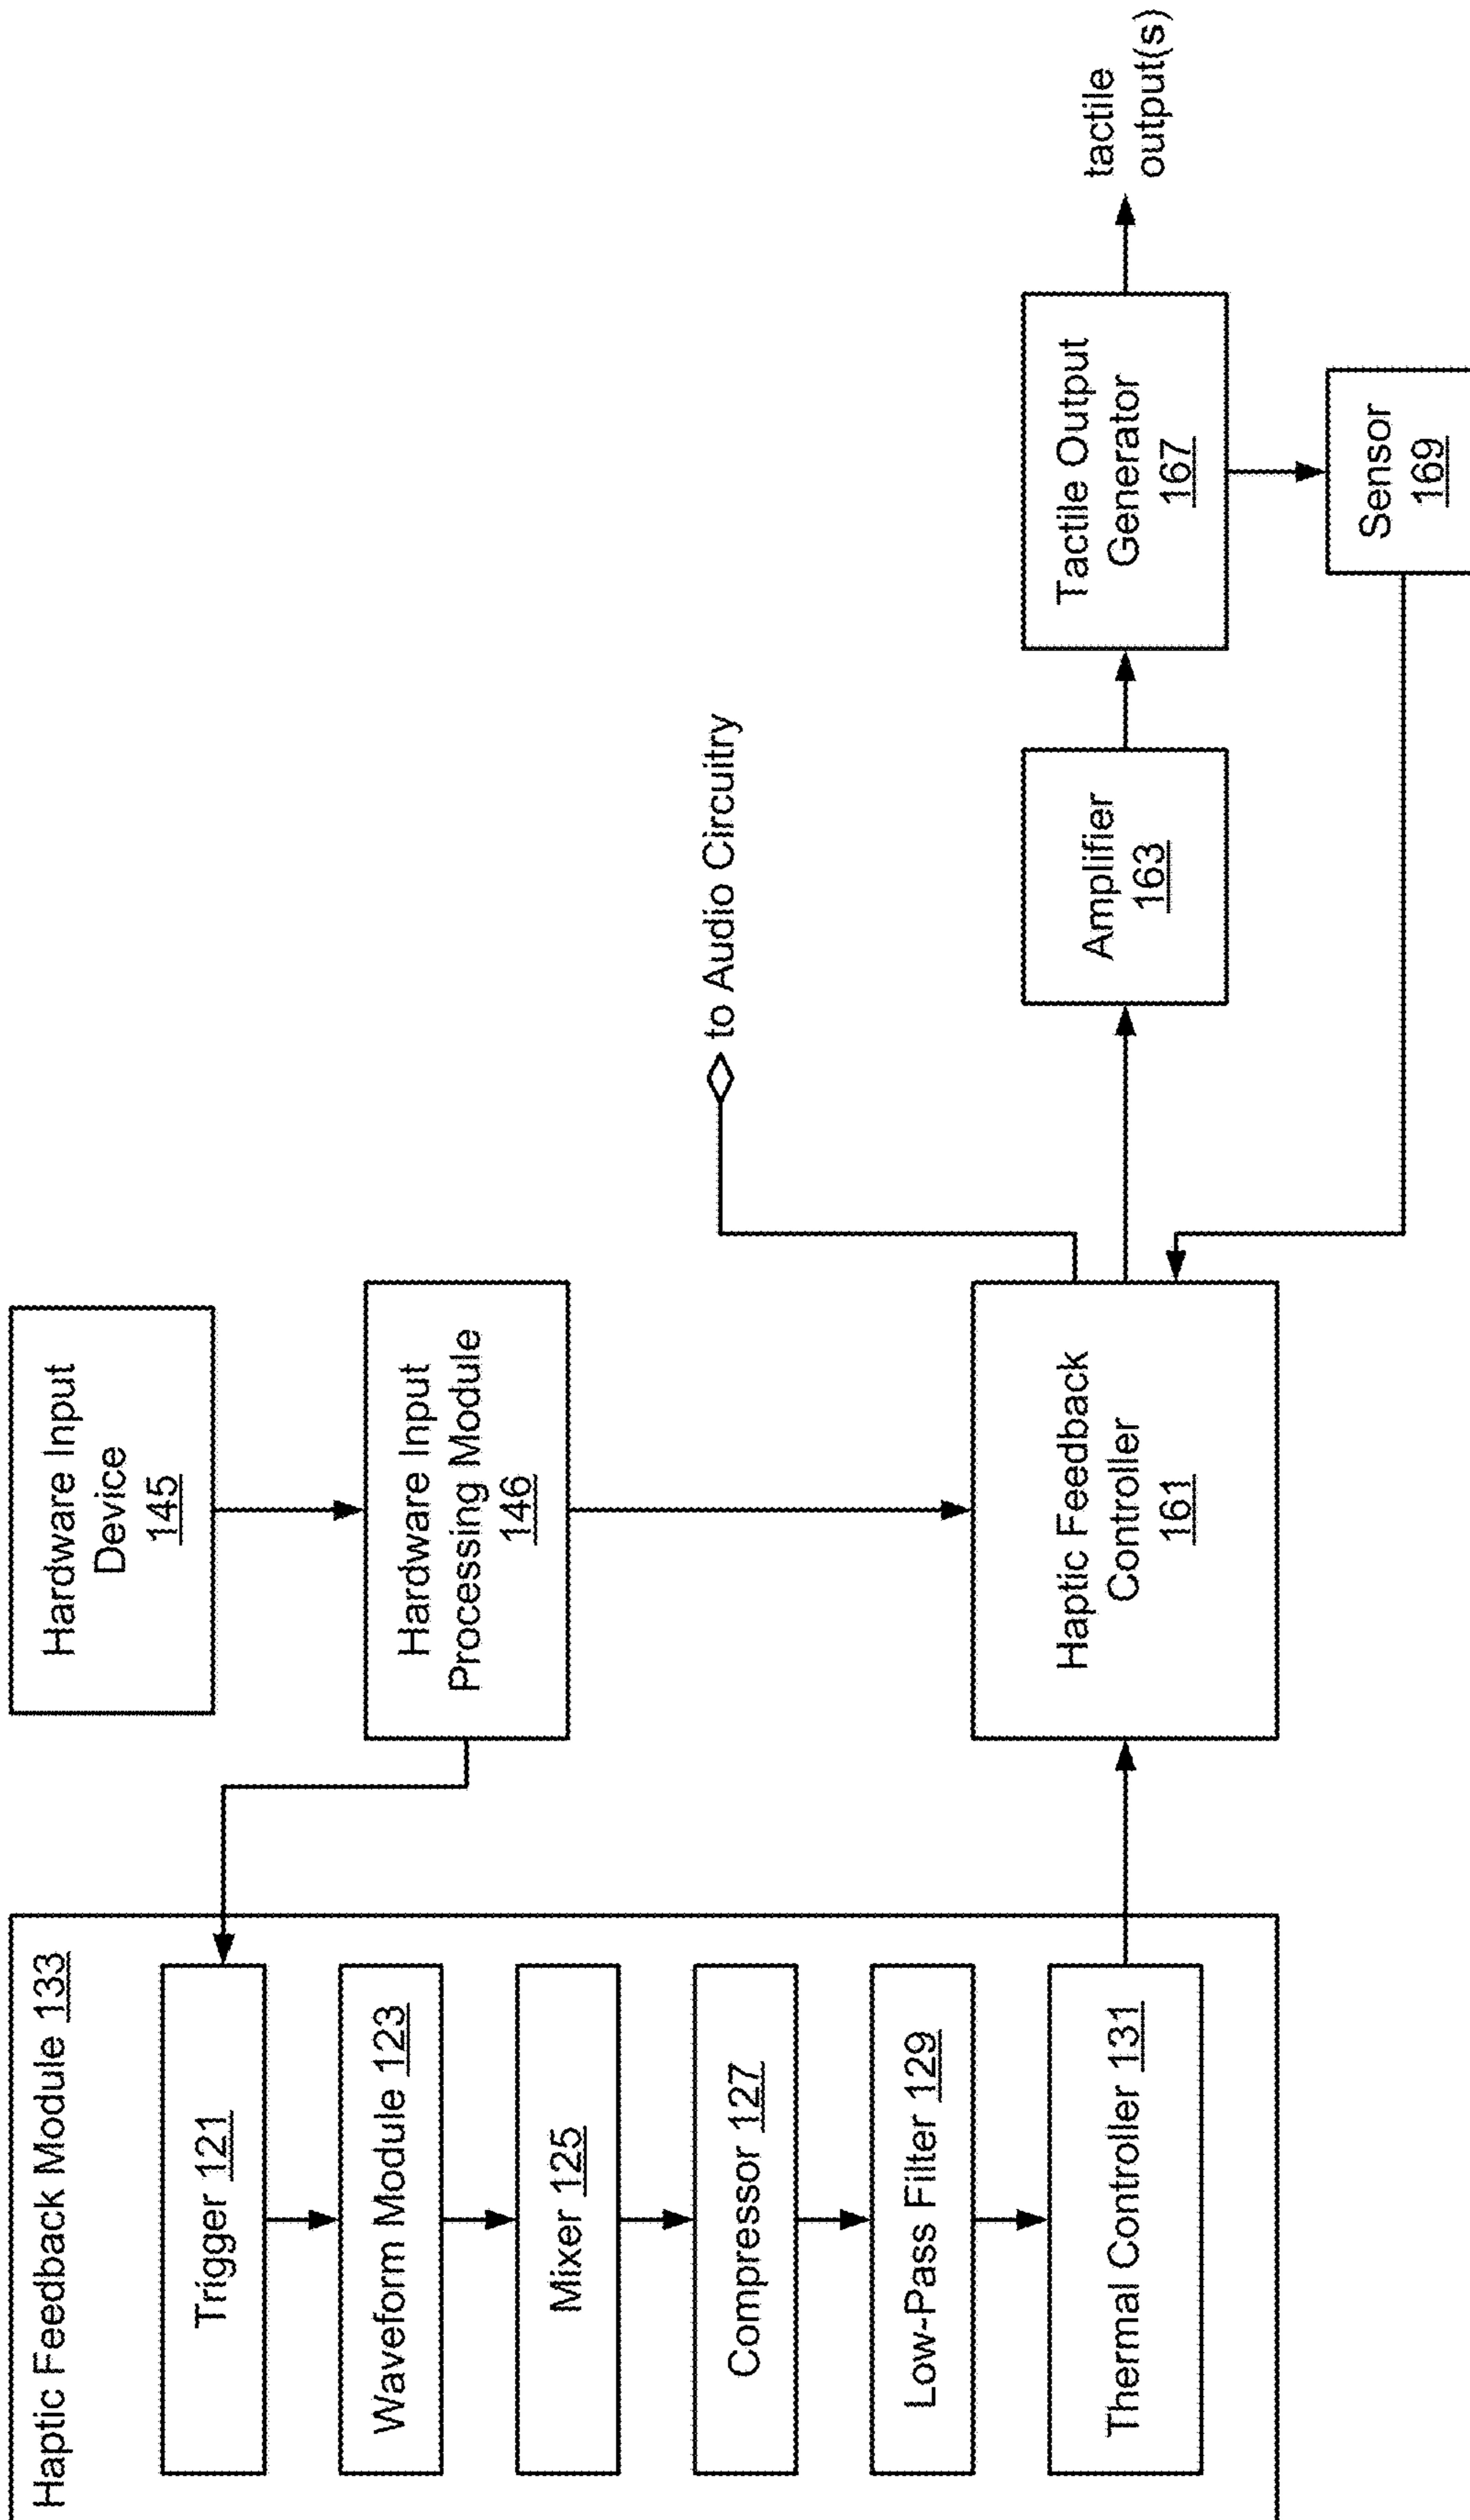 Haptic Feedback Module 133
Trigger 121
Waveform Module 123
Mixer 125
Compressor 127
Low-Pass Filter 129
Thermal Controller 131
Hardware Input
Device
145
Hardware Input
Processing Module
146
Haptic Feedback
Controller
161
to Audio Circuitry
Amplifier
163
Tactile Output
Generator
167
Sensor
169
tactile
output(s)